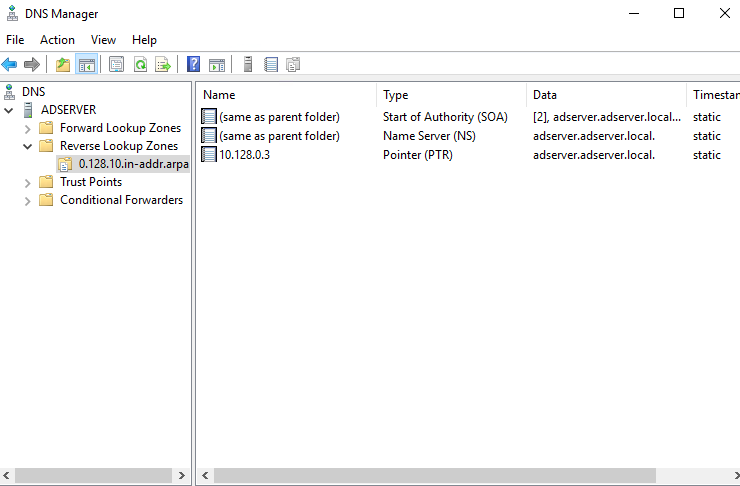 DNS Manager
File Action View Help
DNS
ADSERVER
Forward Lookup Zones
Reverse Lookup Zones
0.128.10.in-addr.arpa
Trust Points
Conditional Forwarders
Name Type Data Timestan
(same as parent folder) Start of Authority (SOA) [2], adserver.adserver.local... static
(same as parent folder) Name Server (NS) adserver.adserver.local. static
10.128.0.3 Pointer (PTR) adserver.adserver.local. static